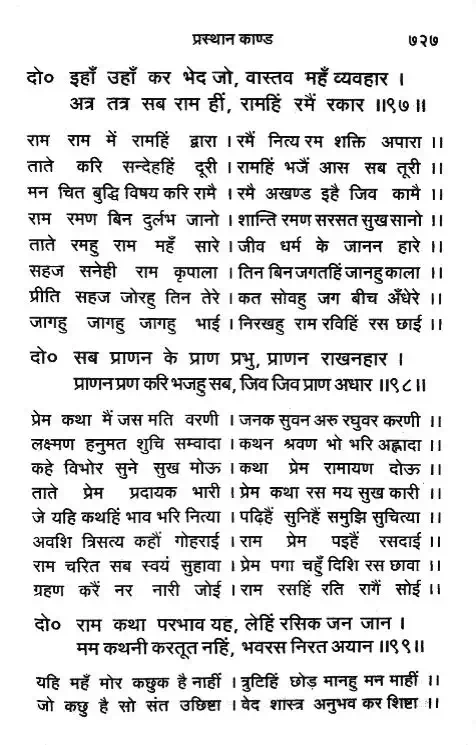 प्रस्थान काण्ड ७२७
दो० इहाँ उहाँ कर भेद जो, वास्तव महँ व्यवहार ।
अत्र तत्र सब राम हीं, रामहिं रमैं रकार ।।९७।।
राम राम में रामहिं द्वारा । रमैं नित्य रम शक्ति अपारा ।।
ताते करि सन्देहहिं दूरी । रामहिं भजैं आस सब तूरी ।।
मन चित बुद्धि विषय करि रामै । रमै अखण्ड इहै जिव कामै ।।
राम रमण बिन दुर्लभ जानो । शान्ति रमण सरसत सुख सानो ।।
ताते रमहु राम महँ सारे । जीव धर्म के जानन हारे ।।
सहज सनेही राम कृपाला । तिन बिन जगतहिं जानहु काला ।।
प्रीति सहज जोरहु तिन तेरे । कत सोवहु जग बीच अँधेरे ।।
जागहु जागहु जागहु भाई । निरखहु राम रविहिं रस छाई ।।
दो० सब प्राणन के प्राण प्रभु, प्राणन राखनहार ।
प्राणन प्रण करि भजहु सब, जिव जिव प्राण अधार ।।९८।।
प्रेम कथा मैं जस मति वरणी । जनक सुवन अरु रघुवर करणी ।।
लक्ष्मण हनुमत शुचि सम्वादा । कथन श्रवण भो भरि अह्लादा ।।
कहे विभोर सुने सुख मोऊ । कथा प्रेम रामायण दोऊ ।।
ताते प्रेम प्रदायक भारी । प्रेम कथा रस मय सुख कारी ।।
जे यहि कथहिं भाव भरि नित्या । पढ़िहैं सुनिहैं समुझि सुचित्या ।।
अवशि त्रिसत्य कहौं गोहराई । राम प्रेम पइहैं रसदाई ।।
राम चरित सब स्वयं सुहावा । प्रेम पगा चहुँ दिशि रस छावा ।।
ग्रहण करैं नर नारी जोई । राम रसहिं रति रागैं सोई ।।
दो० राम कथा परभाव यह, लेहिं रसिक जन जान ।
मम कथनी करतूत नहिं, भवरस निरत अयान ।।९९।।
यहि महँ मोर कछुक है नाहीं । त्रुटिहिं छोड़ मानहु मन माहीं ।।
जो कछु है सो संत उछिष्टा । वेद शास्त्र अनुभव कर शिष्टा ।।